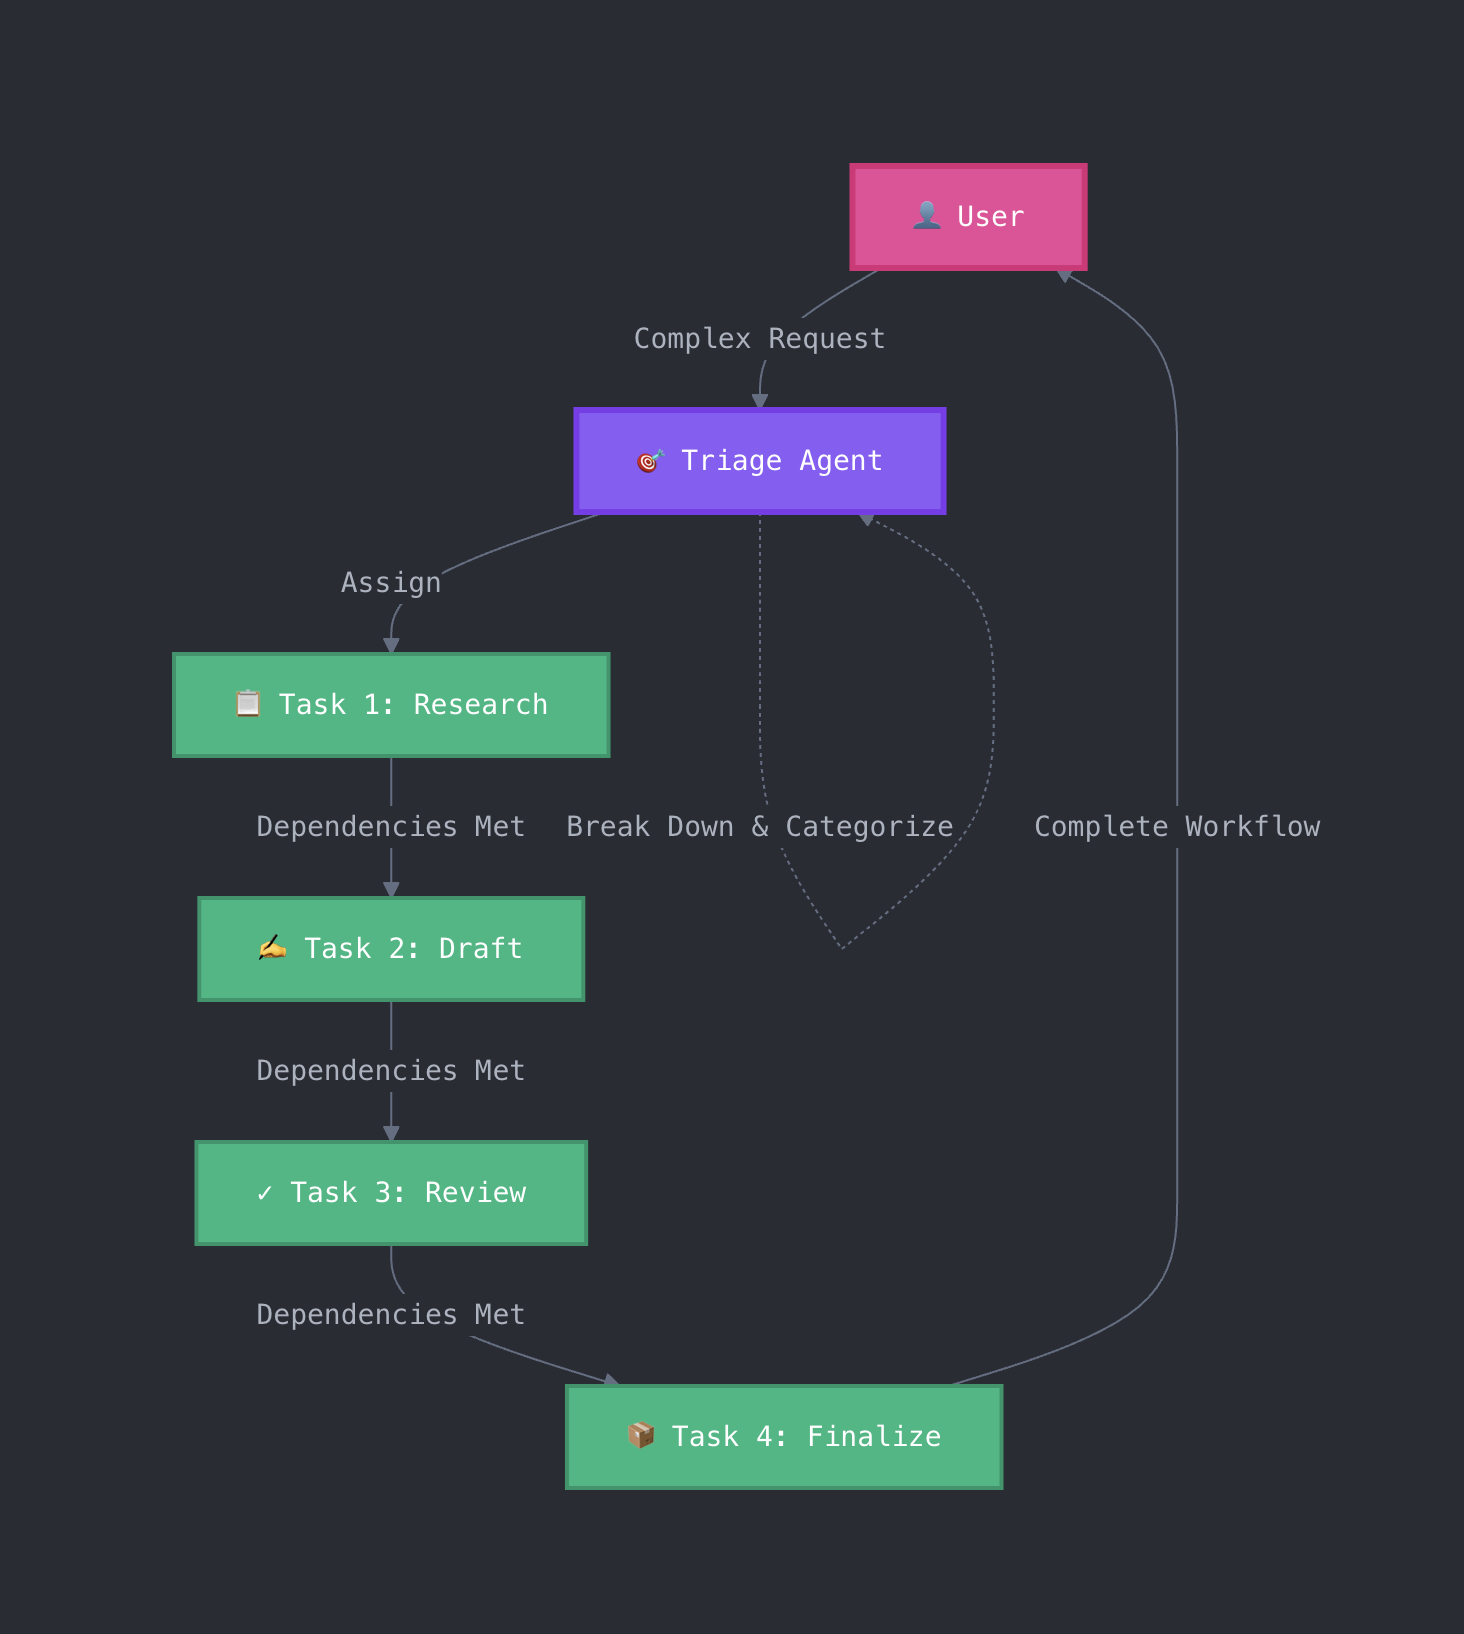 👤 User
Complex Request
🎯 Triage Agent
Assign
📋 Task 1: Research
Dependencies Met
Break Down & Categorize
Complete Workflow
✍️ Task 2: Draft
Dependencies Met
✓ Task 3: Review
Dependencies Met
📦 Task 4: Finalize